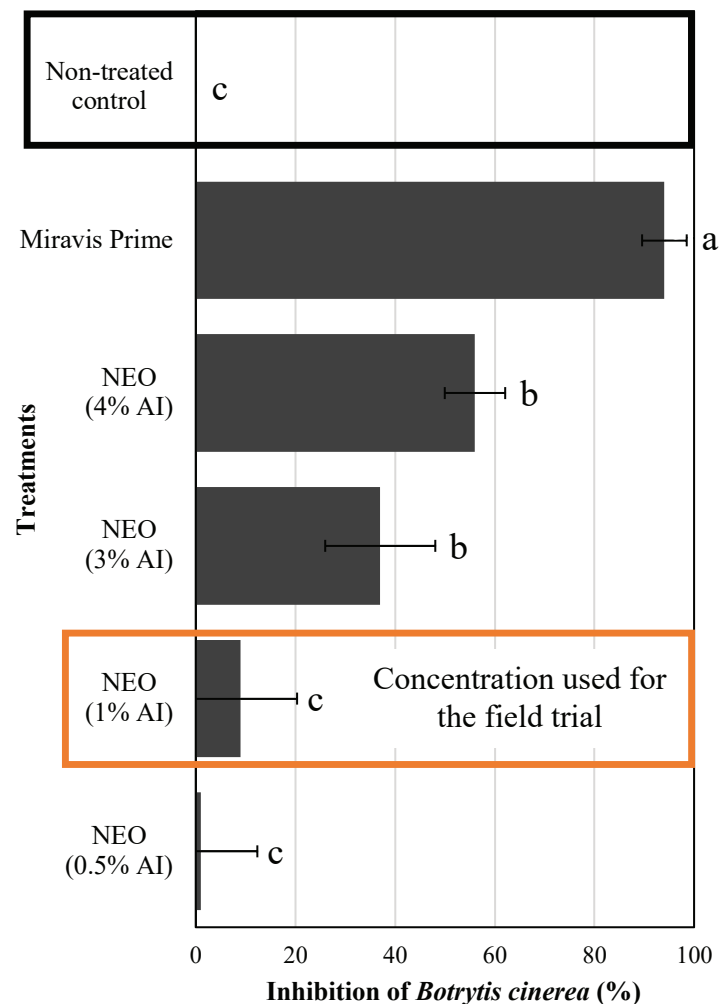 Non-treated
control
c
Miravis Prime
a
NEO
(4% AI)
b
NEO
(3% AI)
b
NEO
(1% AI)
c
Concentration used for
the field trial
NEO
(0.5% AI)
c
Treatments
0 20 40 60 80 100
Inhibition of Botrytis cinerea (%)